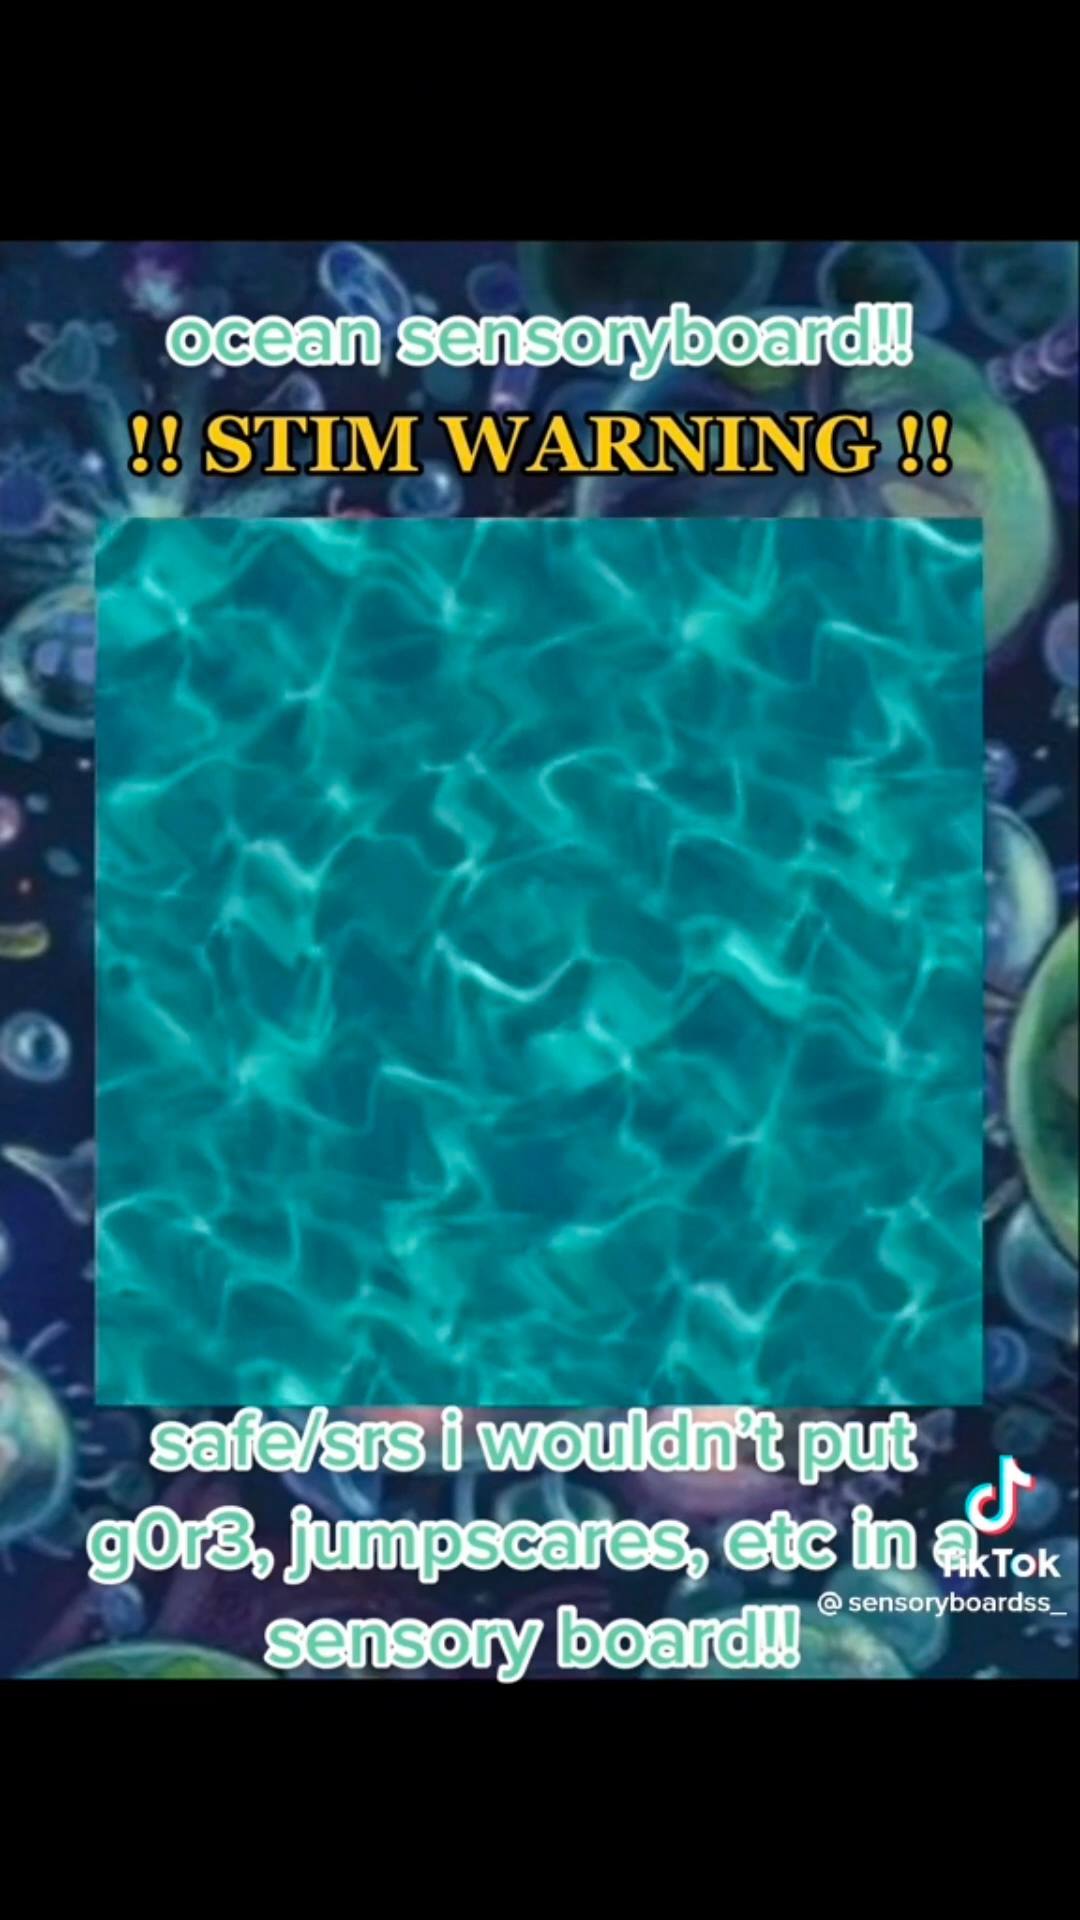 ocean sensoryboard!!
!! STIM WARNING !!
safe/srs i wouldn't put
g0r3, jumpscares, etc in a
sensory board!!
TikTok
@sensoryboardss_